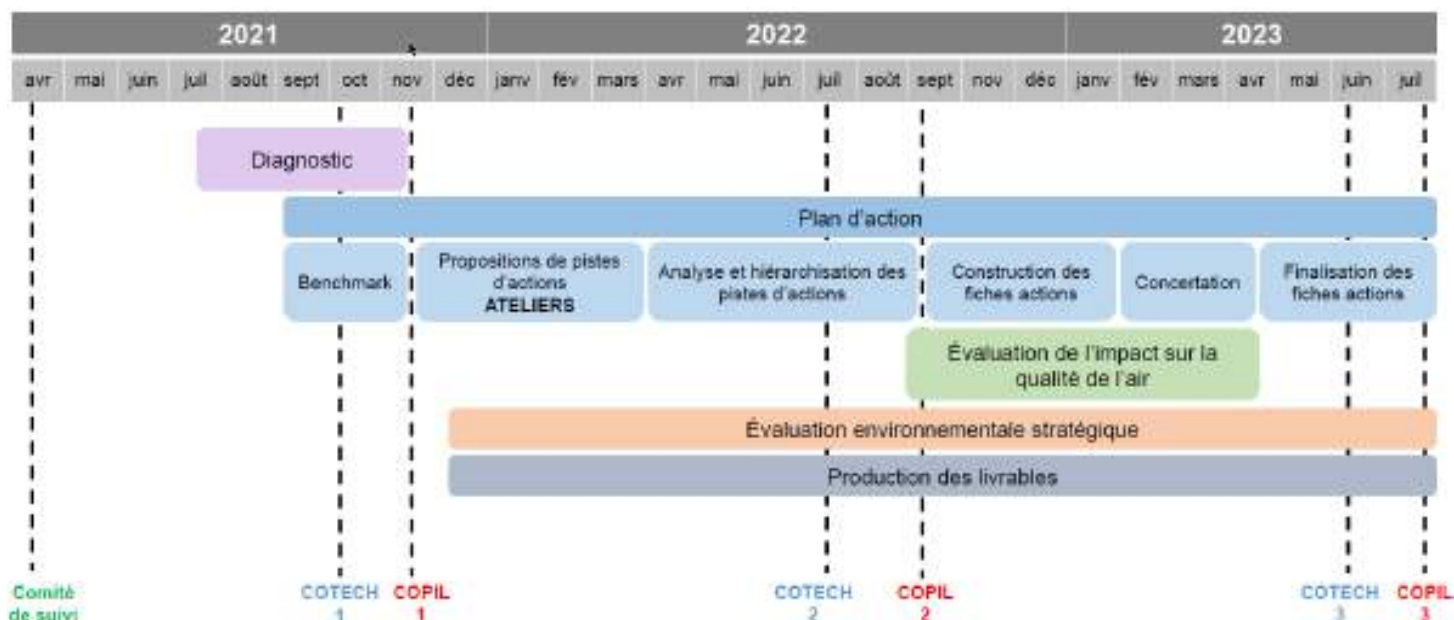 2021 2022 2023
avr mai juin juil août sept oct nov déc janv fév mars avr mai juin juil août sept nov déc janv fév mars avr mai juin juil
Diagnostic
Plan d'action
Benchmark
Propositions de pistes
d'actions
ATELIERS
Analyse et hiérarchisation des
pistes d'actions
Construction des
fiches actions
Concertation
Finalisation des
fiches actions
Évaluation de l'impact sur la
qualité de l'air
Évaluation environnementale stratégique
Production des livrables
Comité
de suivi
COTECH
1
COPIL
1
COTECH
2
COPIL
2
COTECH
3
COPIL
3